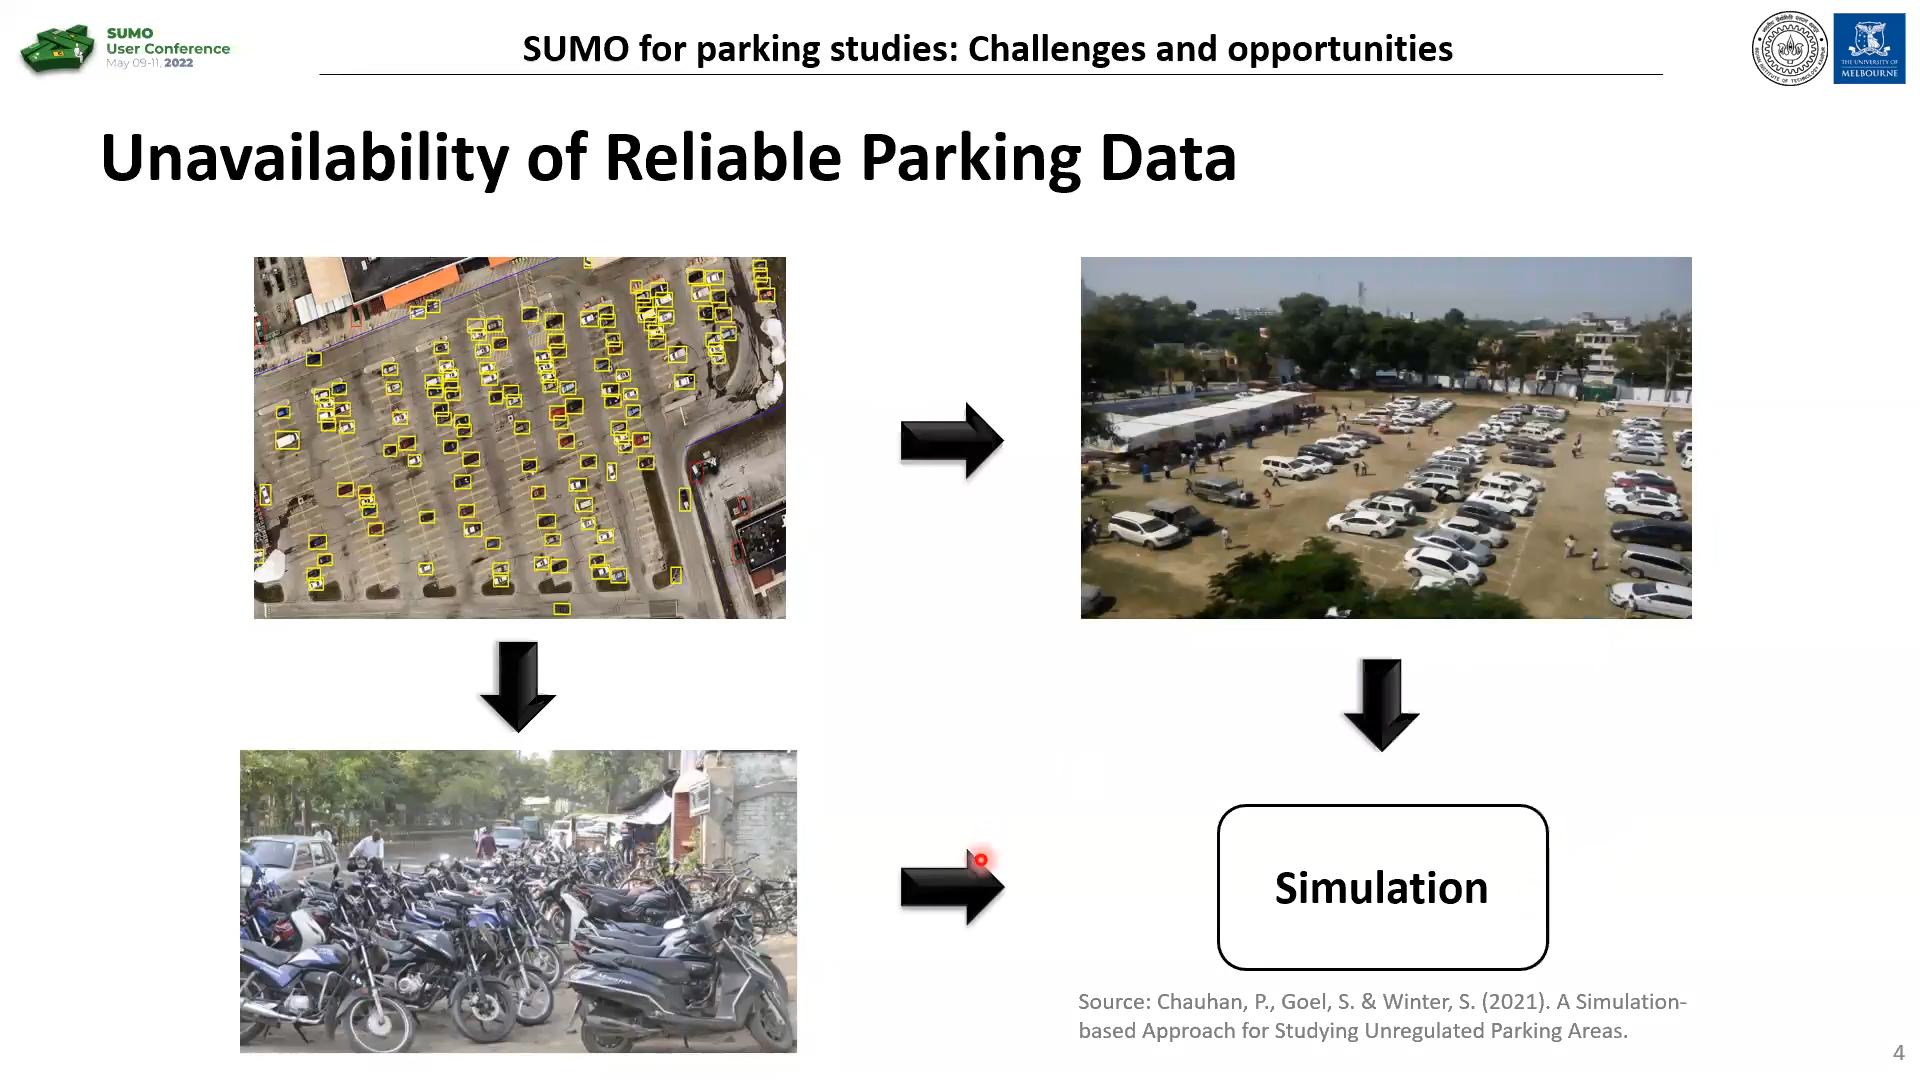 SUMO
User Conference
May 09-11, 2022
SUMO for parking studies: Challenges and opportunities
THE UNIVERSITY OF
MELBOURNE
Unavailability of Reliable Parking Data
Simulation
Source: Chauhan, P., Goel, S. & Winter, S. (2021). A Simulation-
based Approach for Studying Unregulated Parking Areas.
4